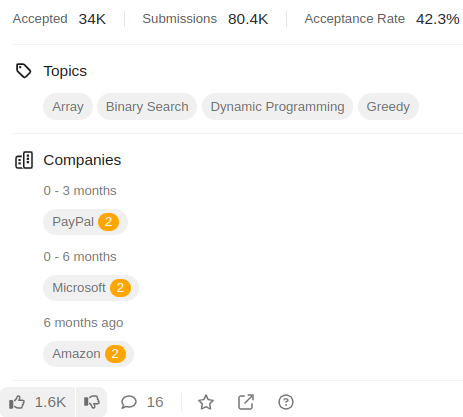 Accepted 34K Submissions 80.4K Acceptance Rate 42.3%
Topics
Array Binary Search Dynamic Programming Greedy
Companies
0 - 3 months
PayPal 2
0 - 6 months
Microsoft 2
6 months ago
Amazon 2
1.6K 16